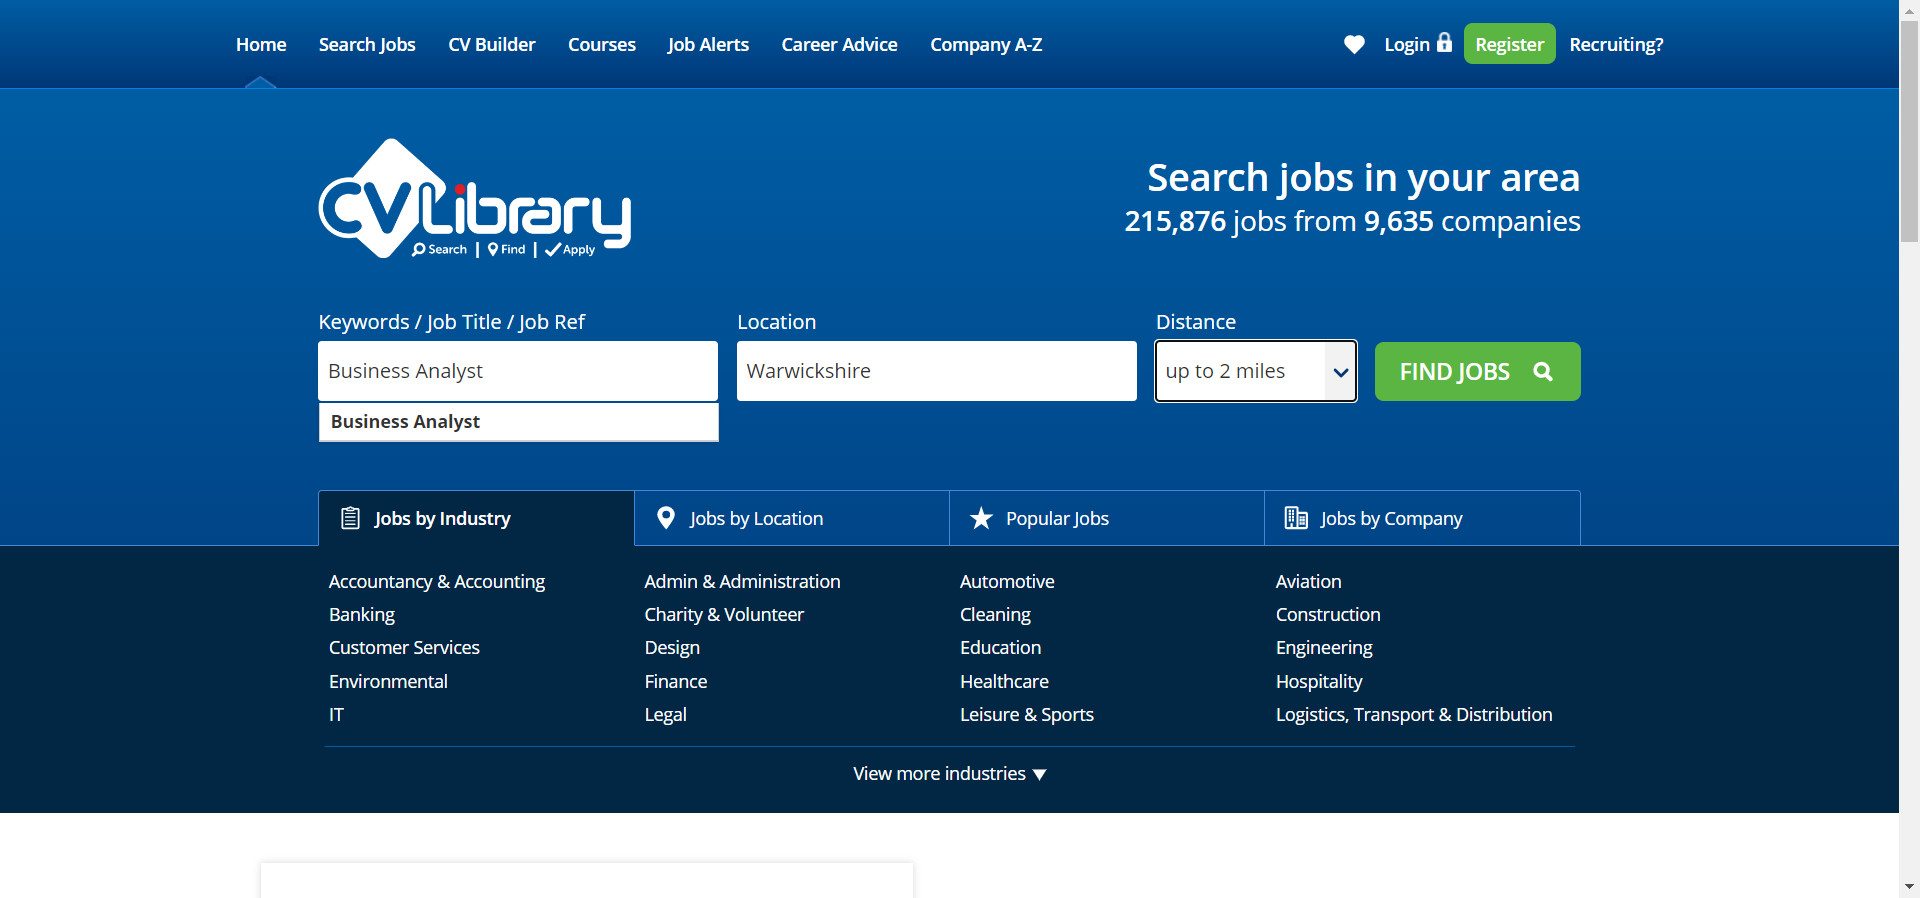 Home Search Jobs CV Builder Courses Job Alerts Career Advice Company A-Z Login Register Recruiting?
CV Library
Search | Find | Apply
Search jobs in your area
215,876 jobs from 9,635 companies
Keywords / Job Title / Job Ref Location Distance
Business Analyst Warwickshire up to 2 miles FIND JOBS
Business Analyst
Jobs by Industry Jobs by Location Popular Jobs Jobs by Company
Accountancy & Accounting Admin & Administration Automotive Aviation
Banking Charity & Volunteer Cleaning Construction
Customer Services Design Education Engineering
Environmental Finance Healthcare Hospitality
IT Legal Leisure & Sports Logistics, Transport & Distribution
View more industries